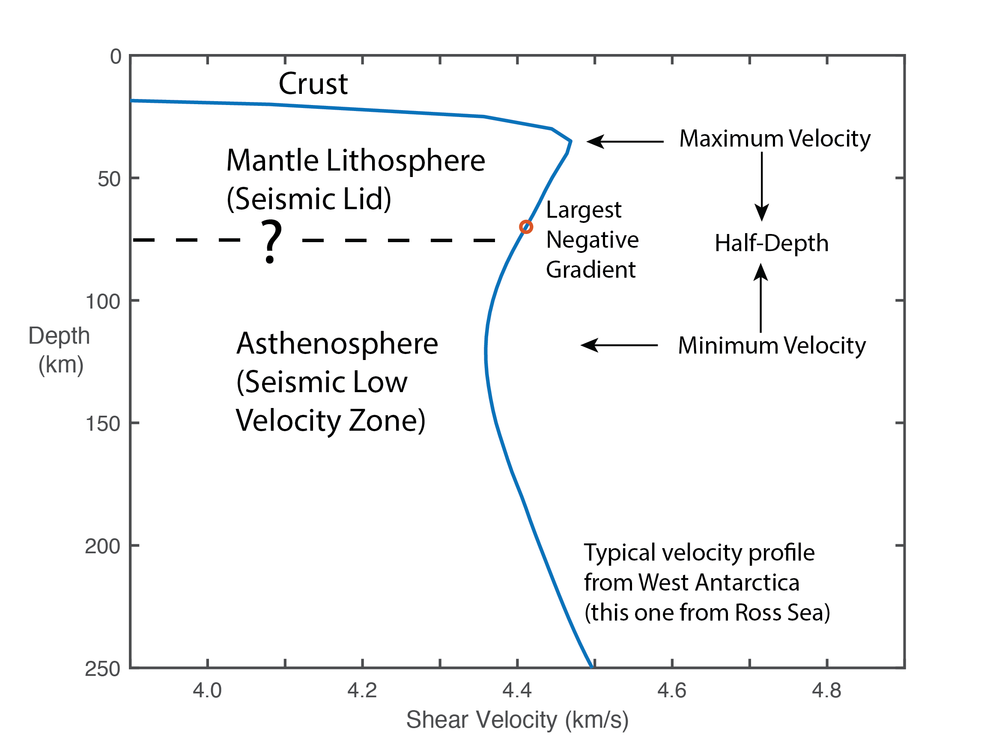 0
Crust
Maximum Velocity
Mantle Lithosphere
(Seismic Lid)
50
Largest
Negative
Gradient
?
Half-Depth
100
Depth
(km)
Asthenosphere
(Seismic Low
Velocity Zone)
Minimum Velocity
150
200
Typical velocity profile
from West Antarctica
(this one from Ross Sea)
250
4.0 4.2 4.4 4.6 4.8
Shear Velocity (km/s)